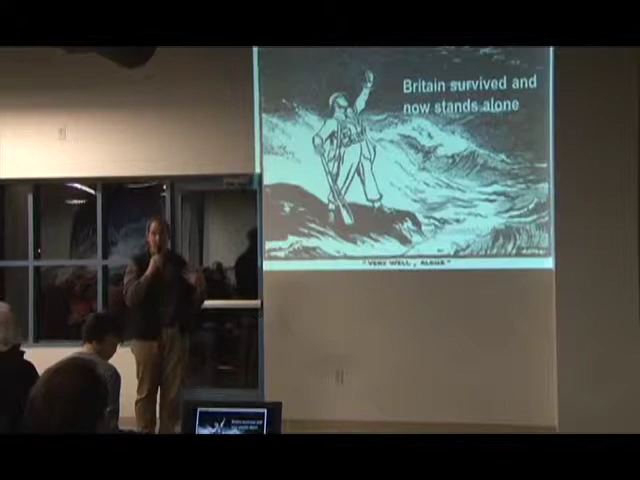 Britain survived and
now stands alone
"VERY WELL, ALONE"